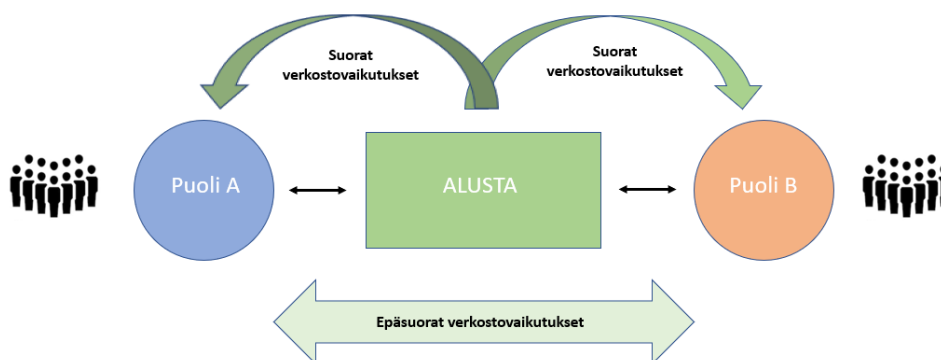 Suorat
verkostovaikutukset
Suorat
verkostovaikutukset
Puoli A
ALUSTA
Puoli B
Epäsuorat verkostovaikutukset